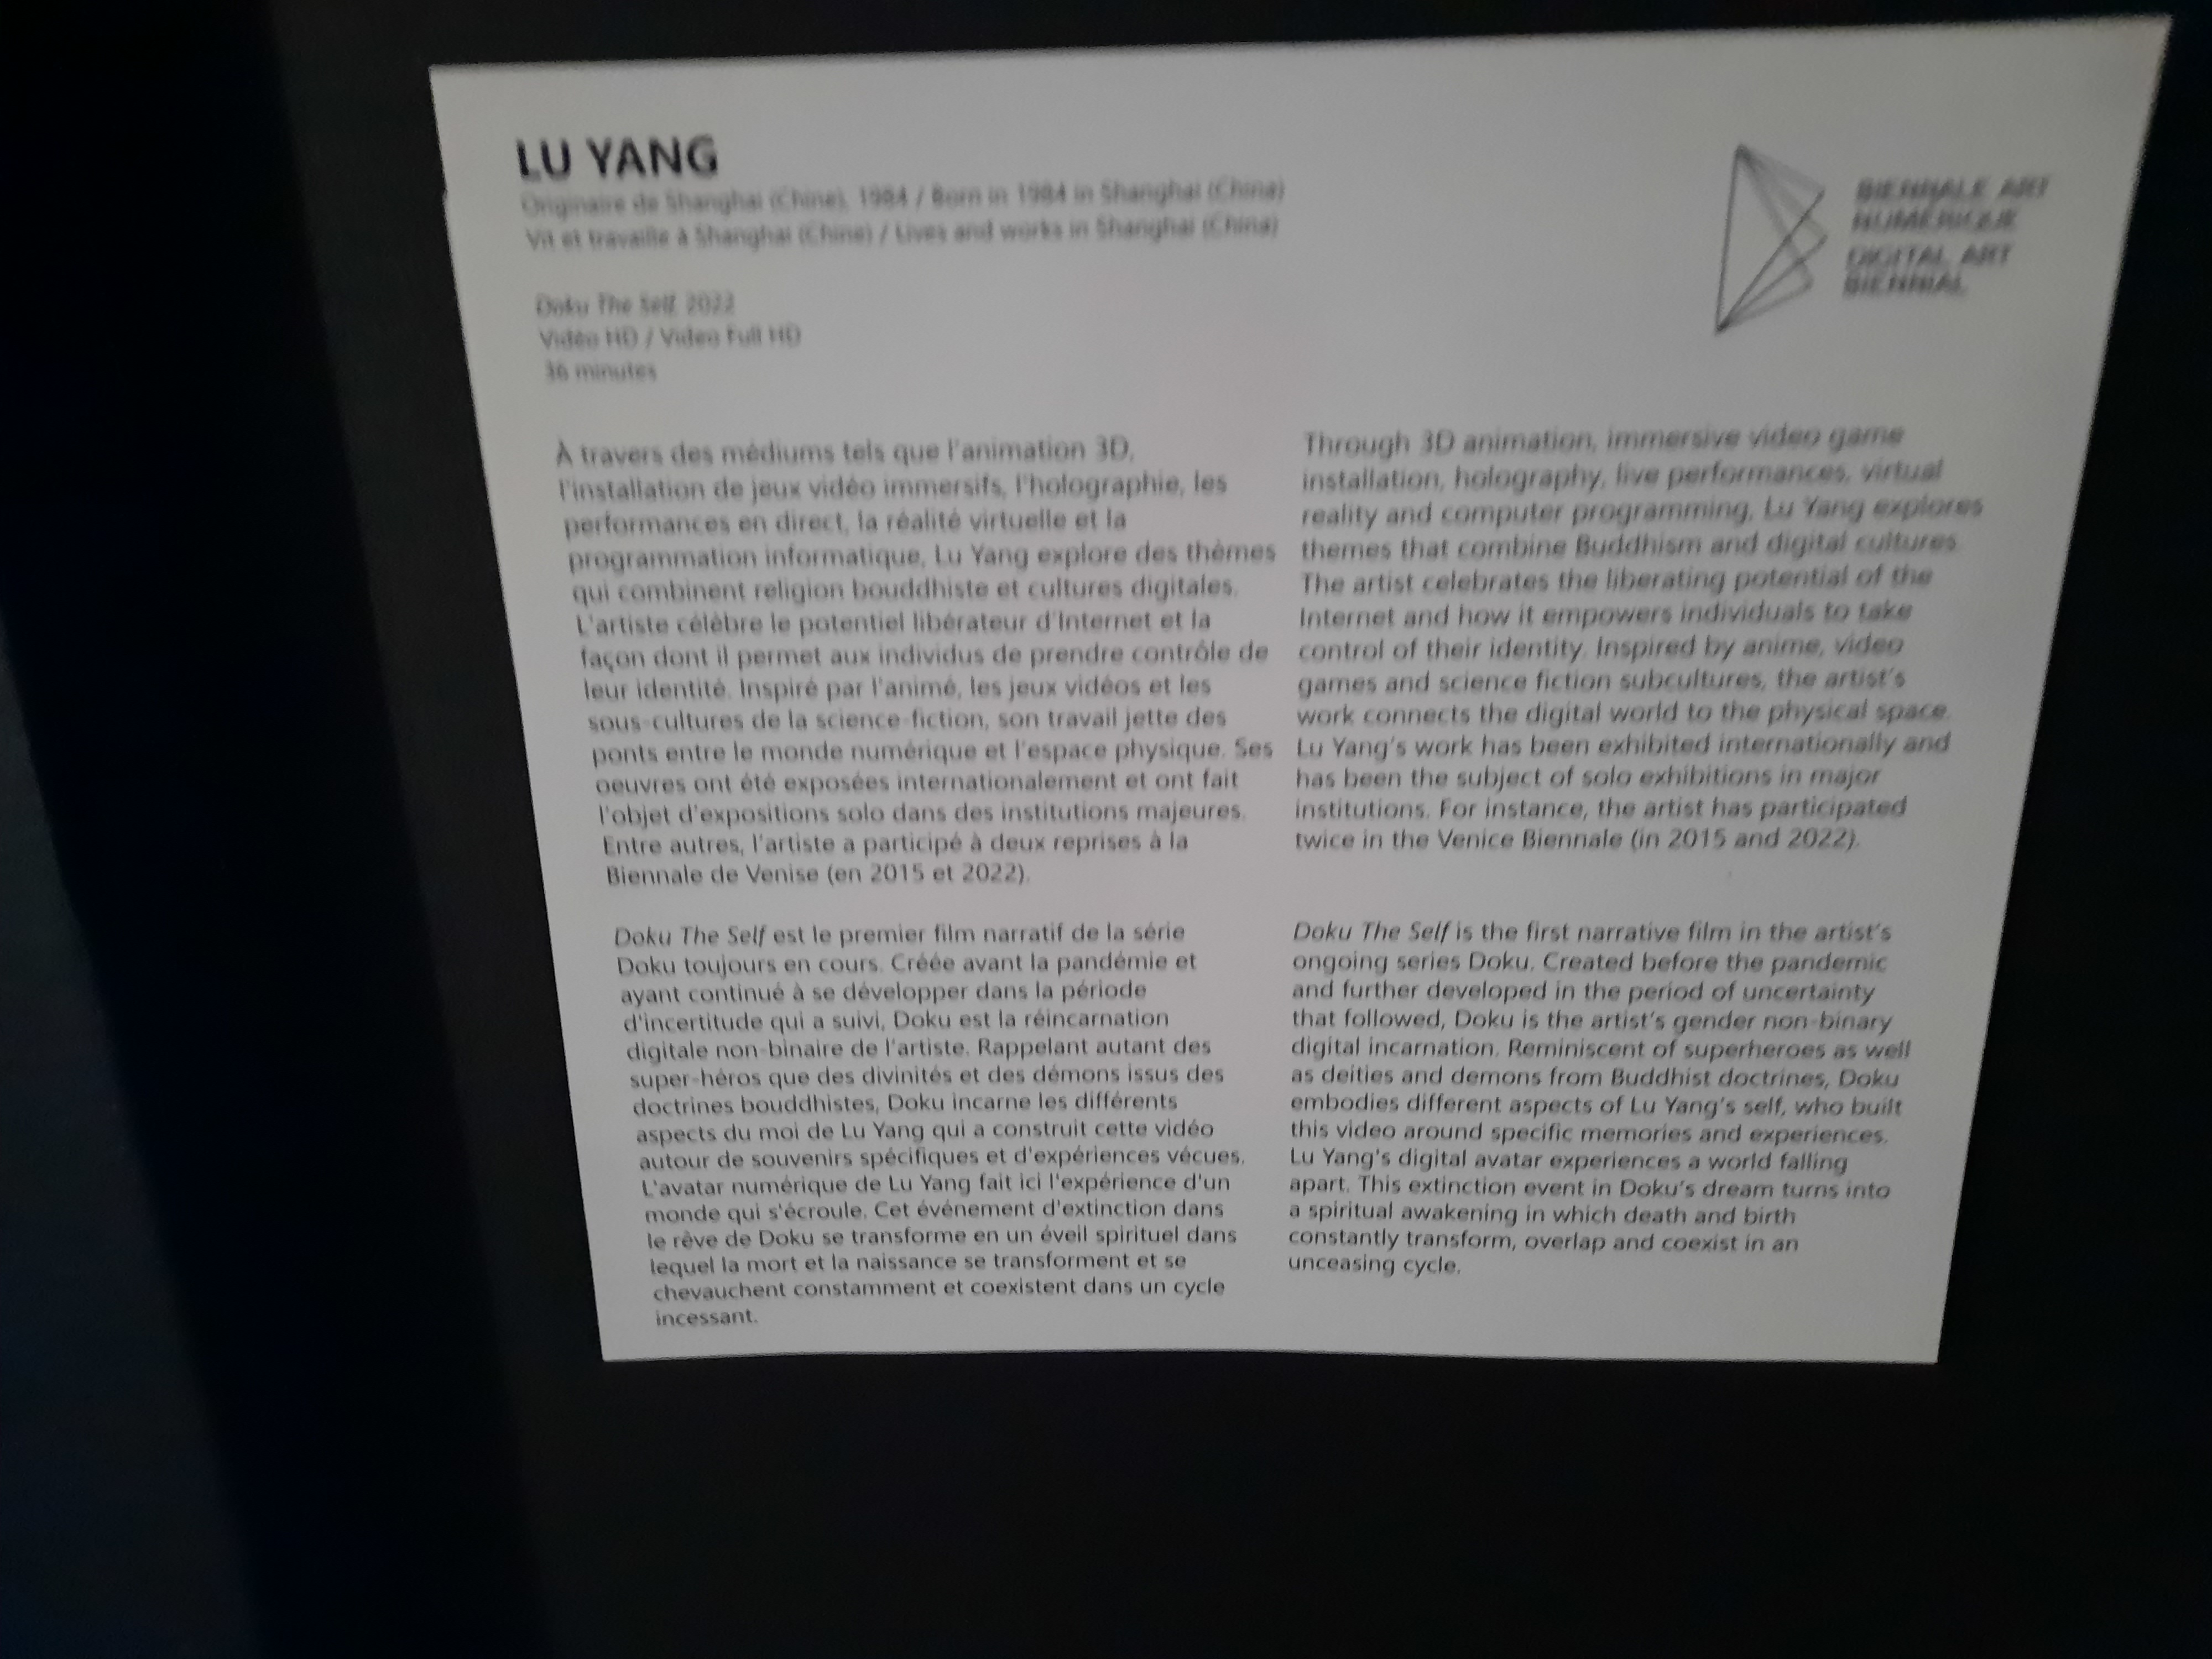 LU YANG
Originaire de Shanghai (Chine), 1984 / Born in 1984 in Shanghai (China)
Vit et travaille à Shanghai (Chine) / Lives and works in Shanghai (China)
BIENNALE ART
NUMÉRIQUE
DIGITAL ART
BIENNIAL
Doku The Self, 2022
Vidéo HD / Video Full HD
36 minutes
À travers des médiums tels que l'animation 3D,
l'installation de jeux vidéo immersifs, l'holographie, les
performances en direct, la réalité virtuelle et la
programmation informatique, Lu Yang explore des thèmes
qui combinent religion bouddhiste et cultures digitales.
L'artiste célèbre le potentiel libérateur d'Internet et la
façon dont il permet aux individus de prendre contrôle de
leur identité. Inspiré par l'animé, les jeux vidéos et les
sous-cultures de la science-fiction, son travail jette des
ponts entre le monde numérique et l'espace physique. Ses
oeuvres ont été exposées internationalement et ont fait
l'objet d'expositions solo dans des institutions majeures.
Entre autres, l'artiste a participé à deux reprises à la
Biennale de Venise (en 2015 et 2022).
Doku The Self est le premier film narratif de la série
Doku toujours en cours. Créée avant la pandémie et
ayant continué à se développer dans la période
d'incertitude qui a suivi, Doku est la réincarnation
digitale non-binaire de l'artiste. Rappelant autant des
super-héros que des divinités et des démons issus des
doctrines bouddhistes, Doku incarne les différents
aspects du moi de Lu Yang qui a construit cette vidéo
autour de souvenirs spécifiques et d'expériences vécues.
L'avatar numérique de Lu Yang fait ici l'expérience d'un
monde qui s'écroule. Cet événement d'extinction dans
le rêve de Doku se transforme en un éveil spirituel dans
lequel la mort et la naissance se transforment et se
chevauchent constamment et coexistent dans un cycle
incessant.
Through 3D animation, immersive video game
installation, holography, live performances, virtual
reality and computer programming, Lu Yang explores
themes that combine Buddhism and digital cultures.
The artist celebrates the liberating potential of the
Internet and how it empowers individuals to take
control of their identity. Inspired by anime, video
games and science fiction subcultures, the artist's
work connects the digital world to the physical space.
Lu Yang's work has been exhibited internationally and
has been the subject of solo exhibitions in major
institutions. For instance, the artist has participated
twice in the Venice Biennale (in 2015 and 2022).
Doku The Self is the first narrative film in the artist's
ongoing series Doku. Created before the pandemic
and further developed in the period of uncertainty
that followed, Doku is the artist's gender non-binary
digital incarnation. Reminiscent of superheroes as well
as deities and demons from Buddhist doctrines, Doku
embodies different aspects of Lu Yang's self, who built
this video around specific memories and experiences.
Lu Yang's digital avatar experiences a world falling
apart. This extinction event in Doku's dream turns into
a spiritual awakening in which death and birth
constantly transform, overlap and coexist in an
unceasing cycle.